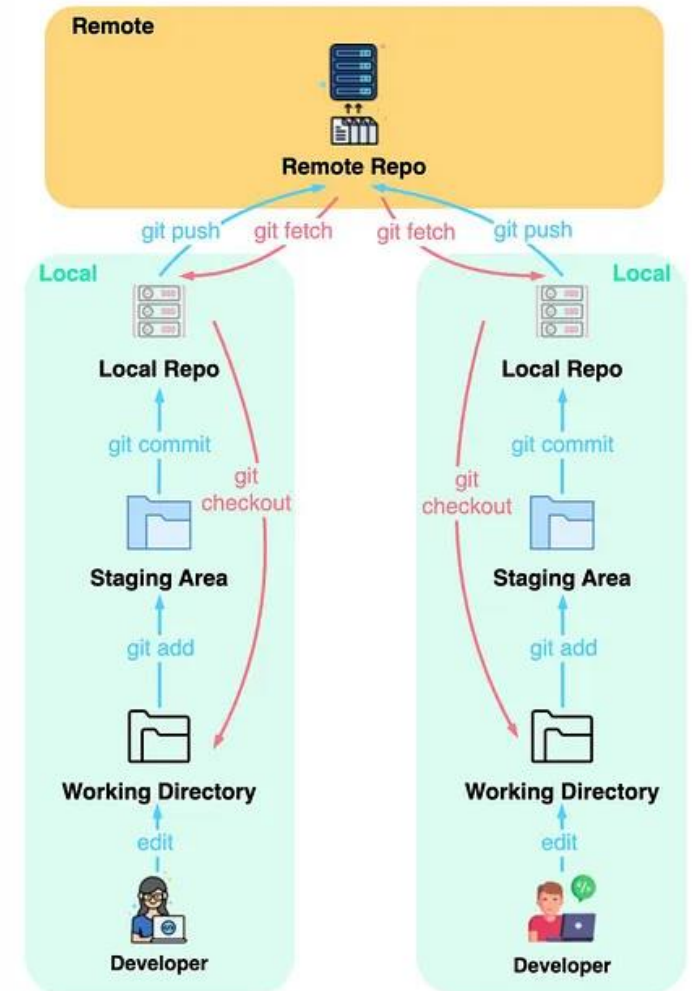 Remote
Remote Repo
git push
git fetch
git fetch
git push
Local
Local
Local Repo
Local Repo
git commit
git commit
git
checkout
git
checkout
Staging Area
Staging Area
git add
git add
Working Directory
Working Directory
edit
edit
Developer
Developer